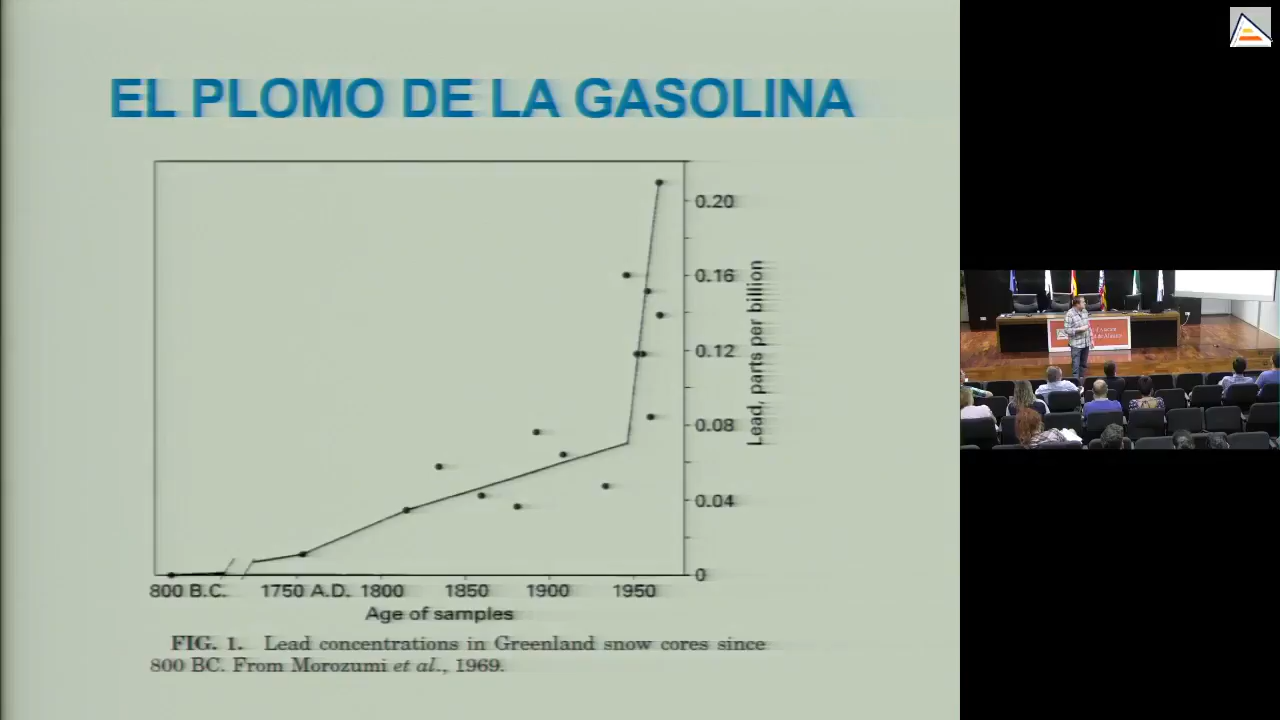 EL PLOMO DE LA GASOLINA
0.20
0.16
0.12
0.08
0.04
0
Lead, parts per billion
800 B.C. 1750 A.D. 1800 1850 1900 1950
Age of samples
FIG. 1. Lead concentrations in Greenland snow cores since
800 BC. From Morozumi et al., 1969.